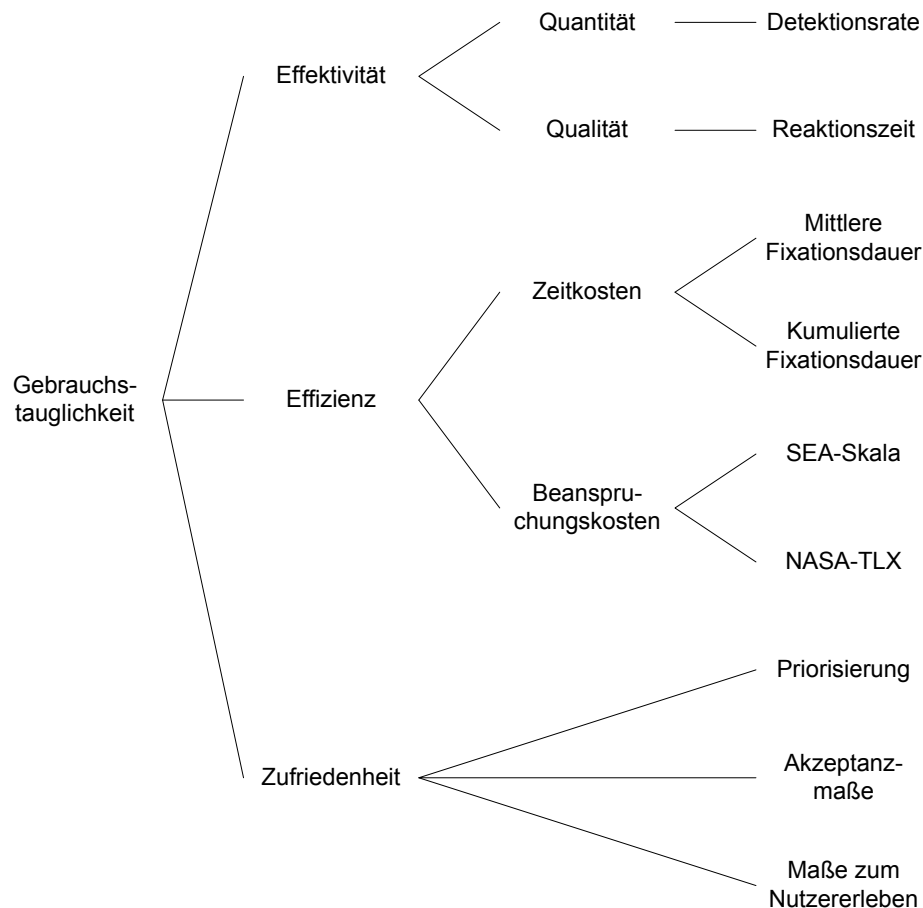 Quantität
Detektionsrate
Effektivität
Qualität
Reaktionszeit
Mittlere
Fixationsdauer
Zeitkosten
Kumulierte
Fixationsdauer
Gebrauchs-
tauglichkeit
Effizienz
SEA-Skala
Beanspru-
chungskosten
NASA-TLX
Priorisierung
Zufriedenheit
Akzeptanz-
maße
Maße zum
Nutzererleben